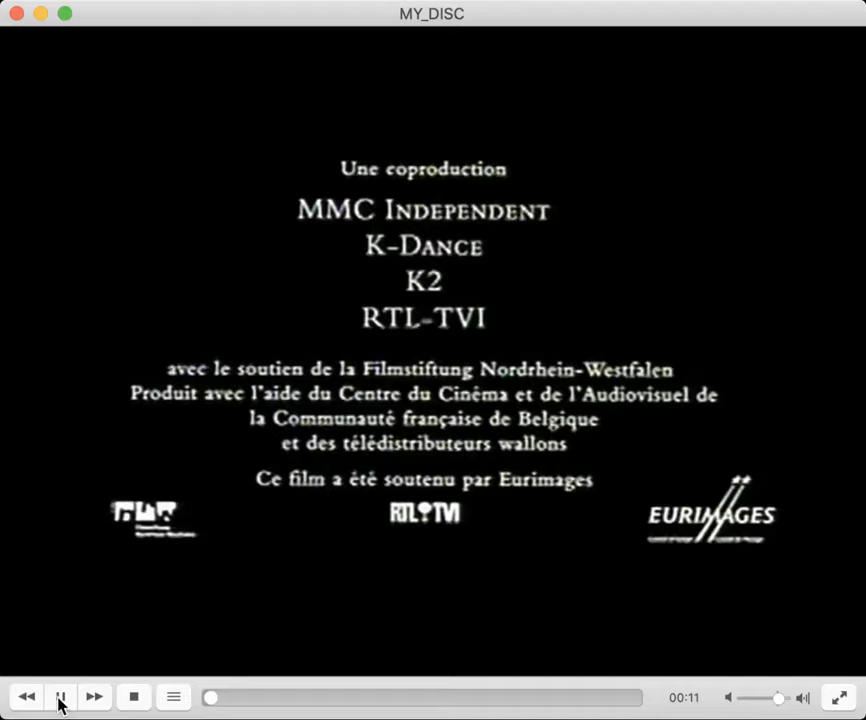 MY_DISC
Une coproduction
MMC INDEPENDENT
K-DANCE
K2
RTL-TVI
avec le soutien de la Filmstiftung Nordrhein-Westfalen
Produit avec l'aide du Centre du Cinéma et de l'Audiovisuel de
la Communauté française de Belgique
et des télédistributeurs wallons
Ce film a été soutenu par Eurimages
RTL TVI
EURIMAGES
00:11